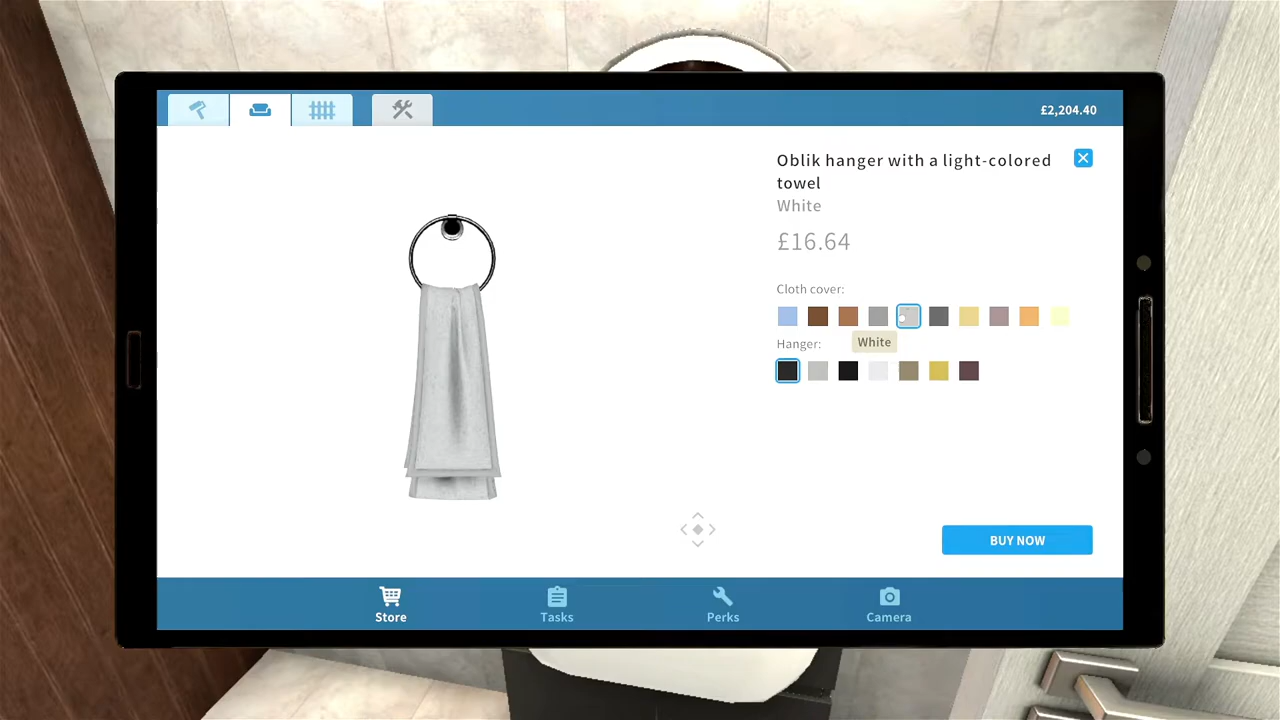 £2,204.40
Oblik hanger with a light-colored
towel
White
£16.64
Cloth cover:
White
Hanger:
BUY NOW
Store
Tasks
Perks
Camera